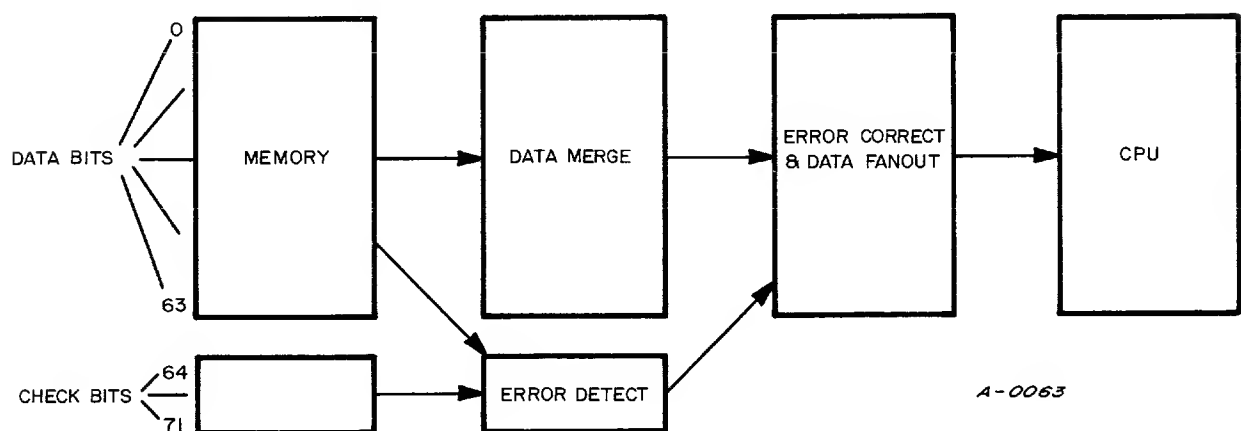 0
DATA BITS
63
MEMORY
DATA MERGE
ERROR CORRECT
& DATA FANOUT
CPU
CHECK BITS
64
71
ERROR DETECT
A-0063